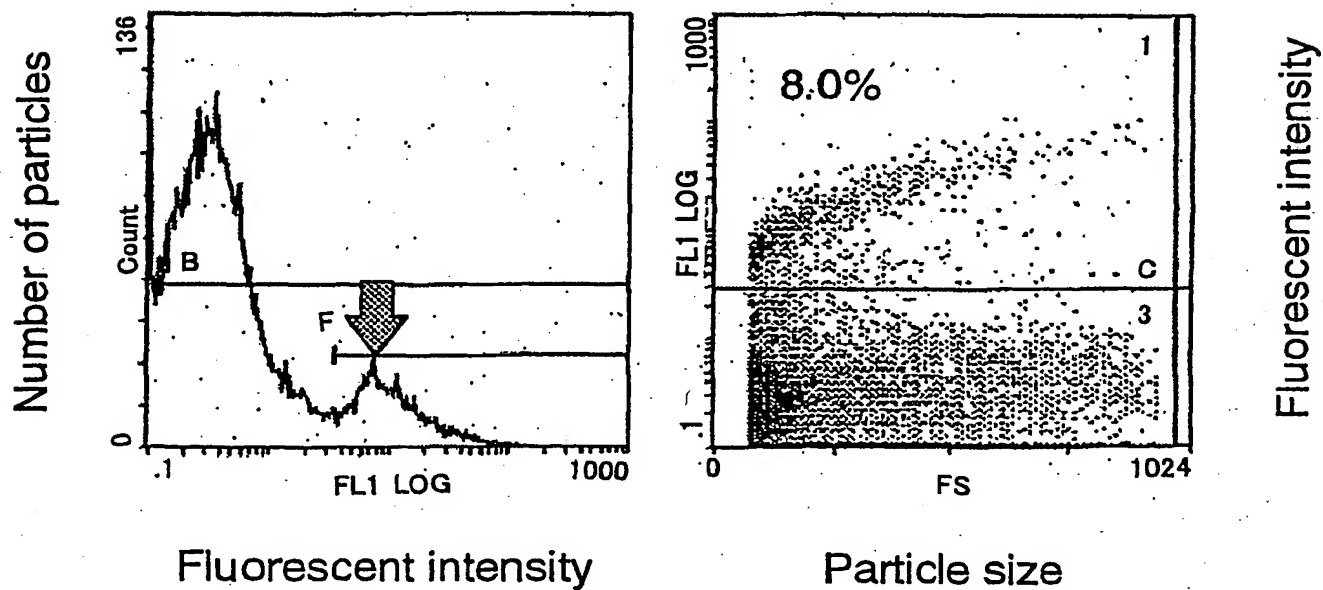 Number of particles
136
Count
0
B
F
.1
1000
FL1 LOG
Fluorescent intensity
1000
FL1 LOG
.1
8.0%
1
C
3
0
1024
FS
Particle size
Fluorescent intensity